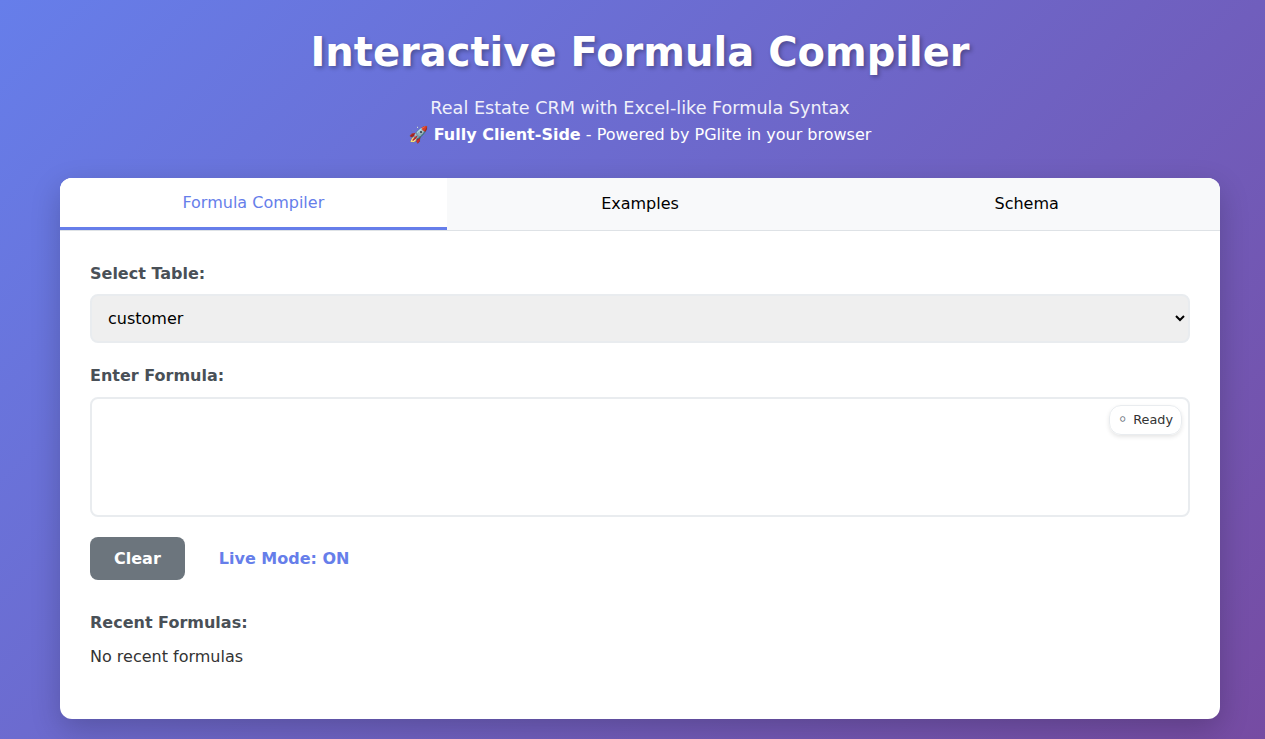 Interactive Formula Compiler
Real Estate CRM with Excel-like Formula Syntax
🚀 Fully Client-Side - Powered by PGlite in your browser
Formula Compiler
Examples
Schema
Select Table:
customer
Enter Formula:
Ready
Clear
Live Mode: ON
Recent Formulas:
No recent formulas